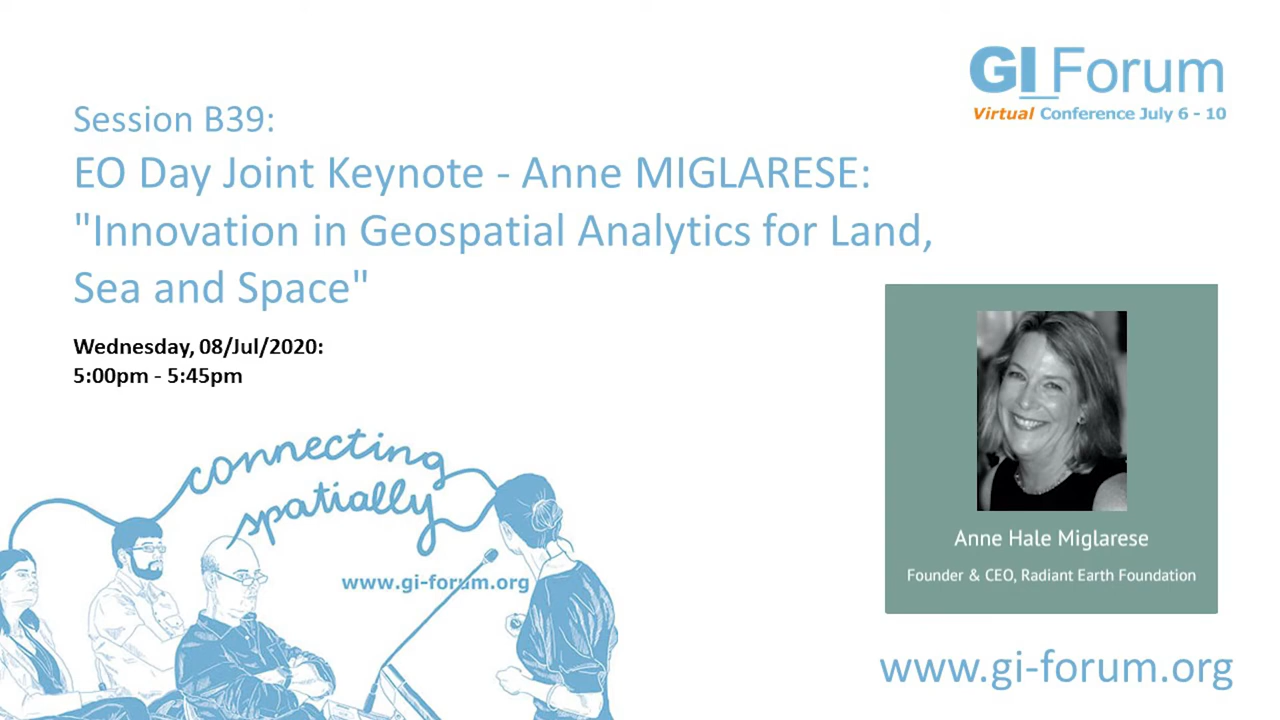 GI_Forum
Virtual Conference July 6 - 10
Session B39:
EO Day Joint Keynote - Anne MIGLARESE:
"Innovation in Geospatial Analytics for Land,
Sea and Space"
Wednesday, 08/Jul/2020:
5:00pm - 5:45pm
connecting
spatially
www.gi-forum.org
Anne Hale Miglarese
Founder & CEO, Radiant Earth Foundation
www.gi-forum.org